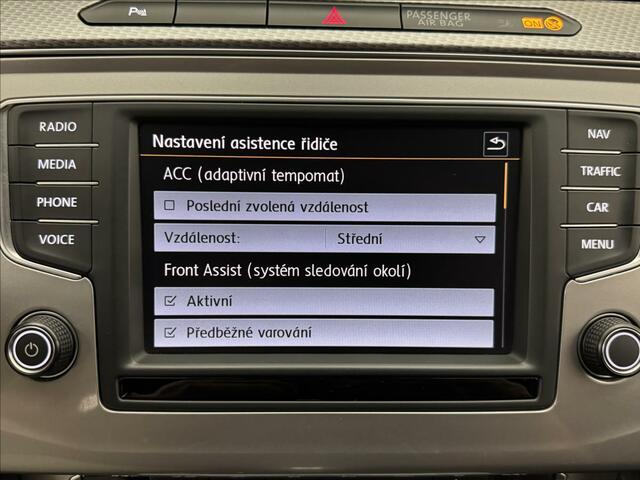 PASSENGER
AIR BAG
ON
RADIO
MEDIA
PHONE
VOICE
Nastavení asistence řidiče
ACC (adaptivní tempomat)
Poslední zvolená vzdálenost
Vzdálenost: Střední
Front Assist (systém sledování okolí)
Aktivní
Předběžné varování
NAV
TRAFFIC
CAR
MENU